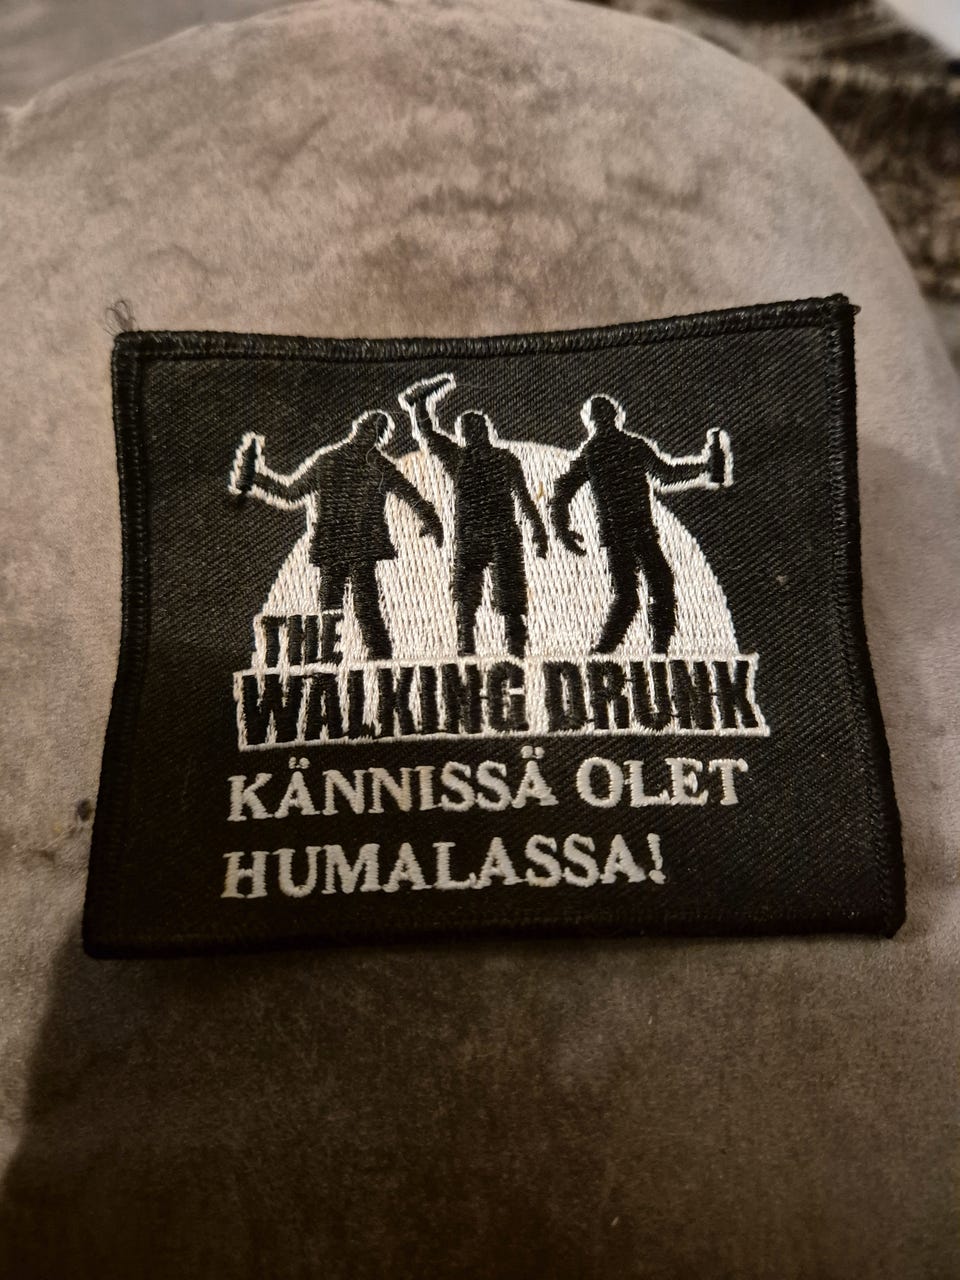 THE
WALKING DRUNK
KÄNNISSÄ OLET
HUMALASSA!